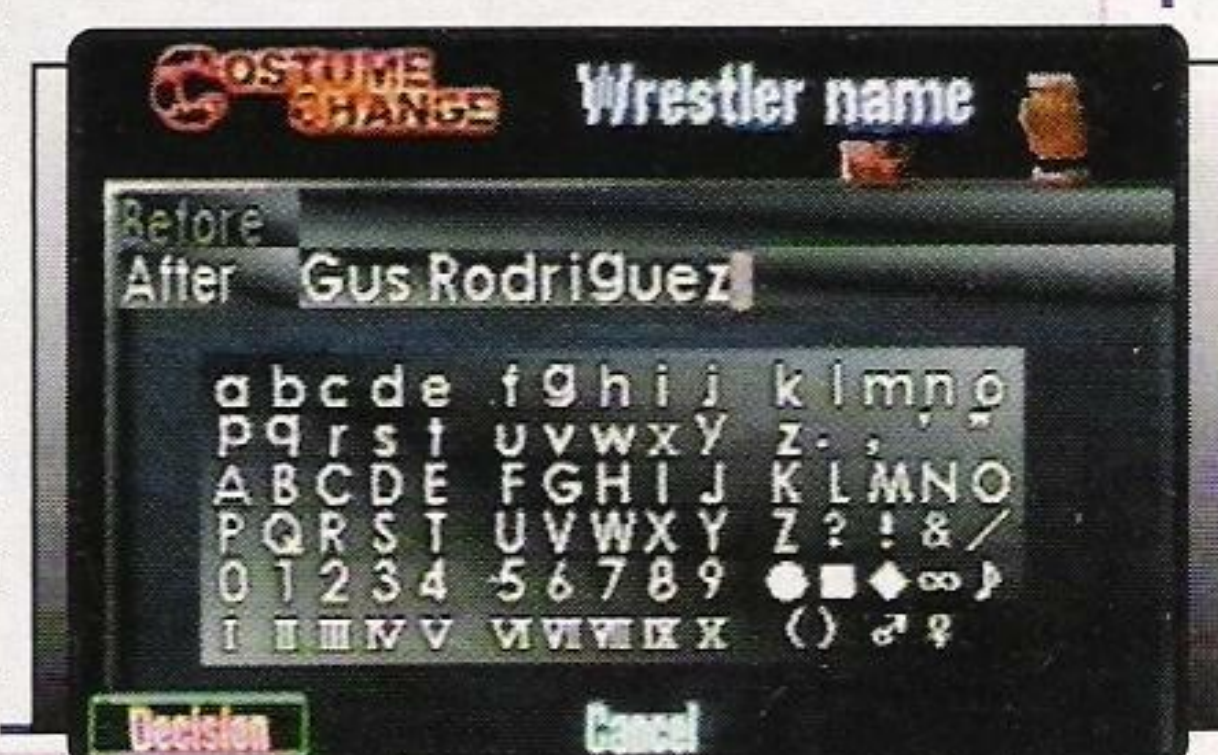 COSTUME
CHANGE
Wrestler name
Before
After Gus Rodriguez
a b c d e f g h i j k l m n o
p q r s t u v w x y z . , ' "
A B C D E F G H I J K L M N O
P Q R S T U V W X Y Z ? ! & /
0 1 2 3 4 5 6 7 8 9 ● ■ ◆ ∞ ♪
I II III IV V VI VII VIII IX X ( ) ♂ ♀
Decision Cancel